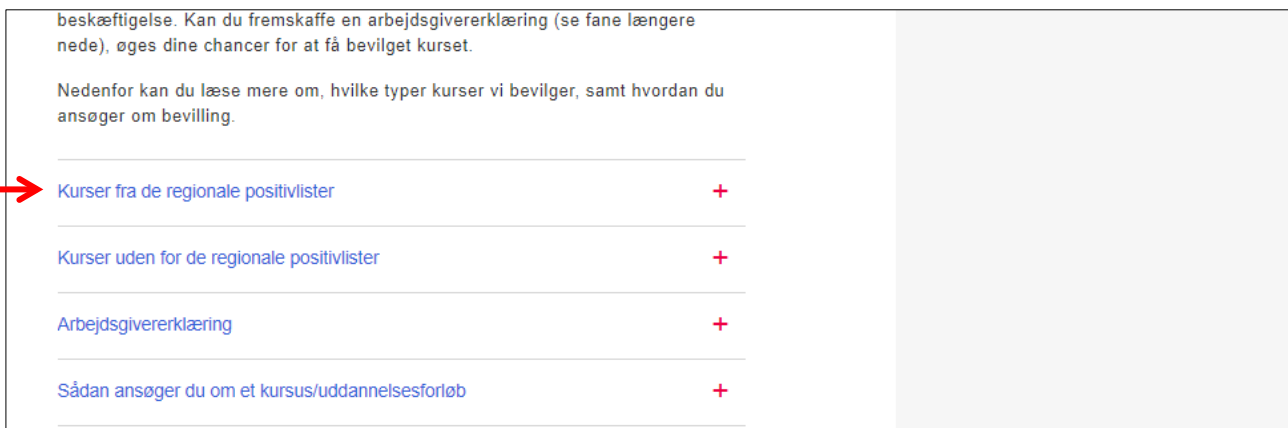 beskæftigelse. Kan du fremskaffe en arbejdsgivererklæring (se fane længere
nede), øges dine chancer for at få bevilget kurset.
Nedenfor kan du læse mere om, hvilke typer kurser vi bevilger, samt hvordan du
ansøger om bevilling.
Kurser fra de regionale positivlister +
Kurser uden for de regionale positivlister +
Arbejdsgivererklæring +
Sådan ansøger du om et kursus/uddannelsesforløb +